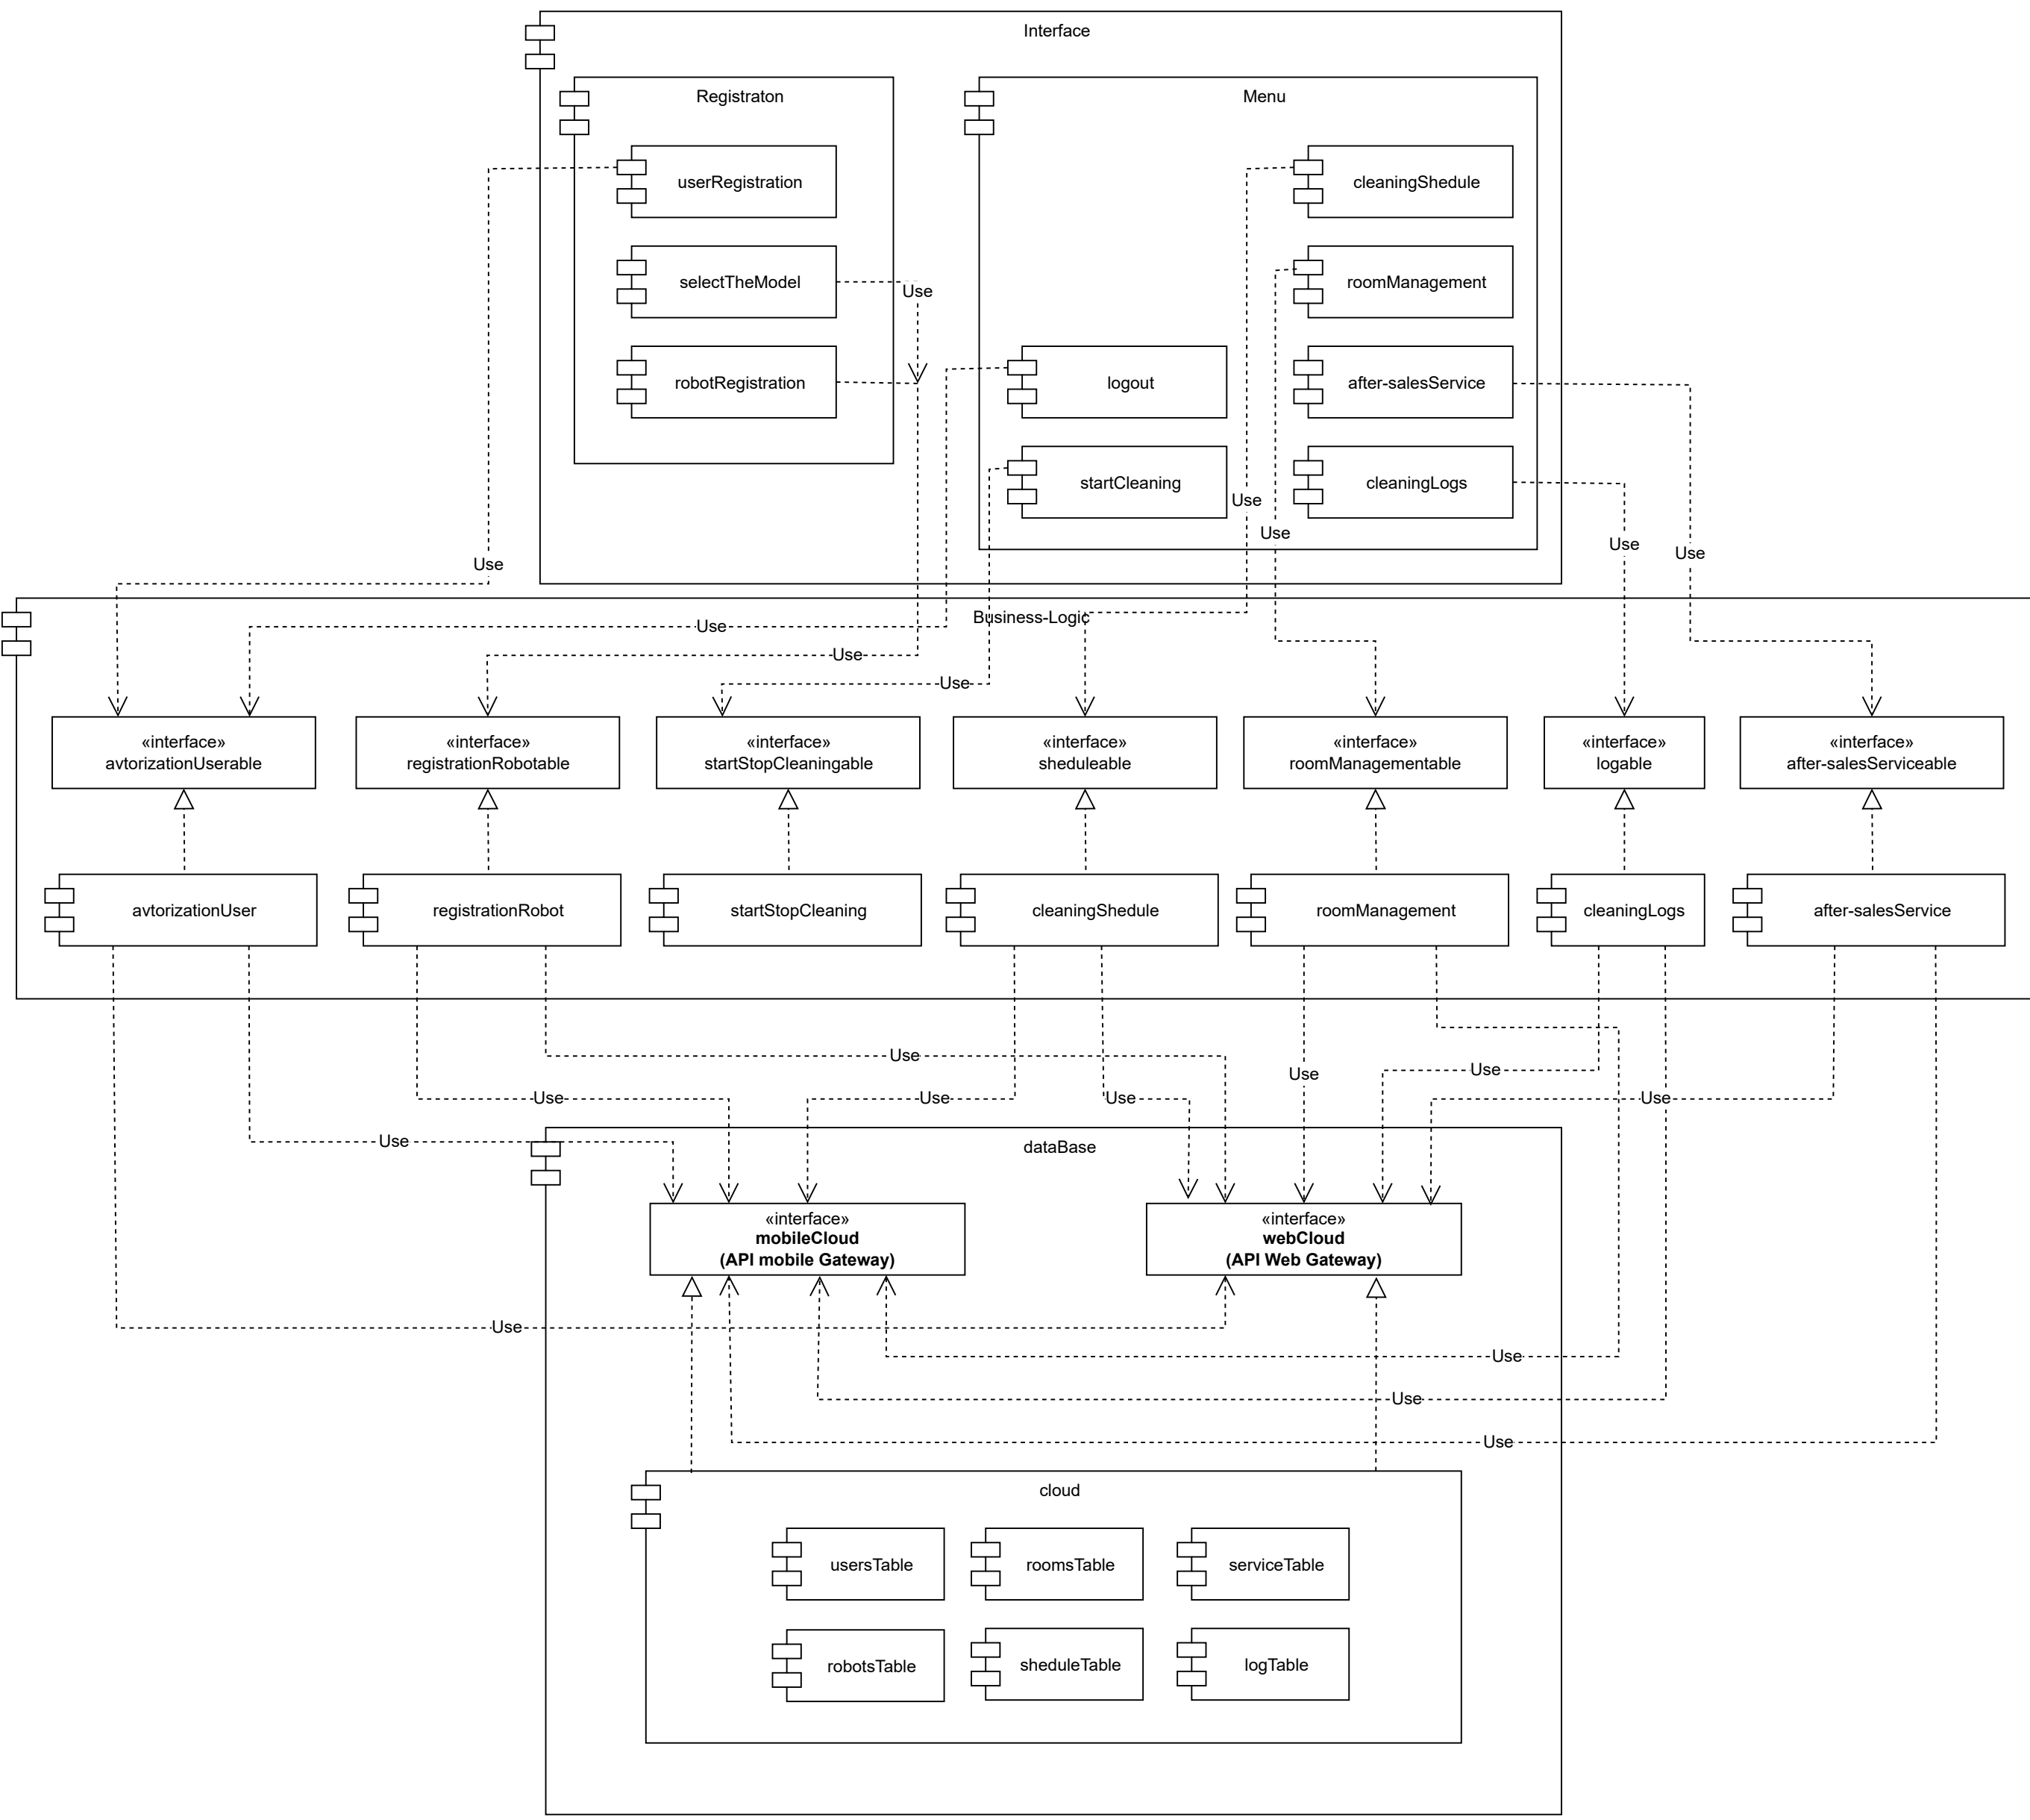 Interface
Registraton
Menu
userRegistration
cleaningShedule
selectTheModel
Use
roomManagement
robotRegistration
logout
after-salesService
startCleaning
cleaningLogs
Use
Use
Use
Use
Use
Business-Logic
Use
Use
Use
«interface»
avtorizationUserable
«interface»
registrationRobotable
«interface»
startStopCleaningable
«interface»
sheduleable
«interface»
roomManagementable
«interface»
logable
«interface»
after-salesServiceable
avtorizationUser
registrationRobot
startStopCleaning
cleaningShedule
roomManagement
cleaningLogs
after-salesService
Use
Use
Use
Use
Use
Use
Use
Use
dataBase
«interface»
mobileCloud
(API mobile Gateway)
«interface»
webCloud
(API Web Gateway)
Use
Use
Use
Use
cloud
usersTable
roomsTable
serviceTable
robotsTable
sheduleTable
logTable